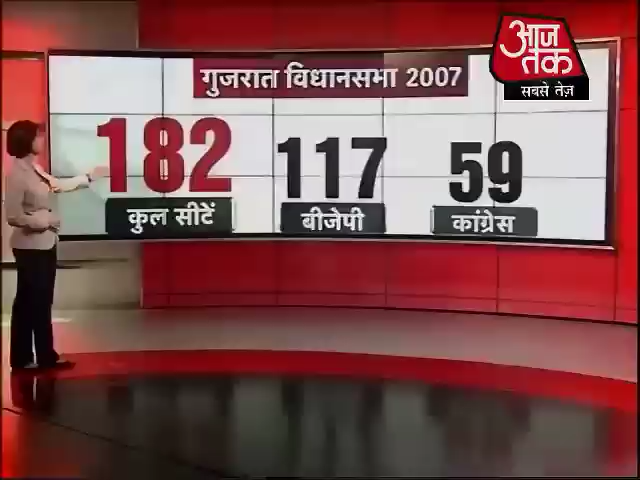 आज
तक
सबसे तेज़
गुजरात विधानसभा 2007
182 117 59
कुल सीटें बीजेपी कांग्रेस